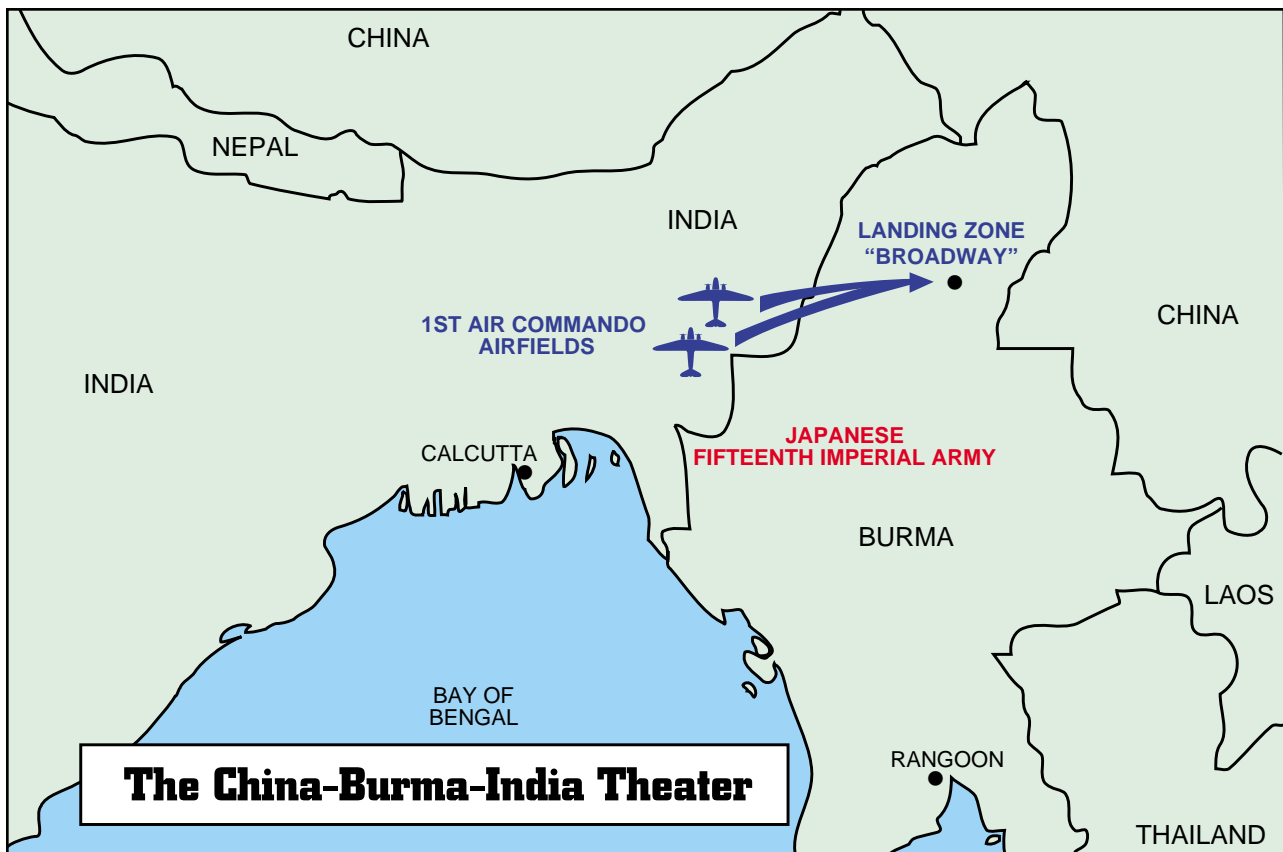 CHINA
NEPAL
INDIA
LANDING ZONE
“BROADWAY”
1ST AIR COMMANDO
AIRFIELDS
CHINA
INDIA
JAPANESE
FIFTEENTH IMPERIAL ARMY
CALCUTTA
BURMA
LAOS
BAY OF
BENGAL
RANGOON
The China-Burma-India Theater
THAILAND